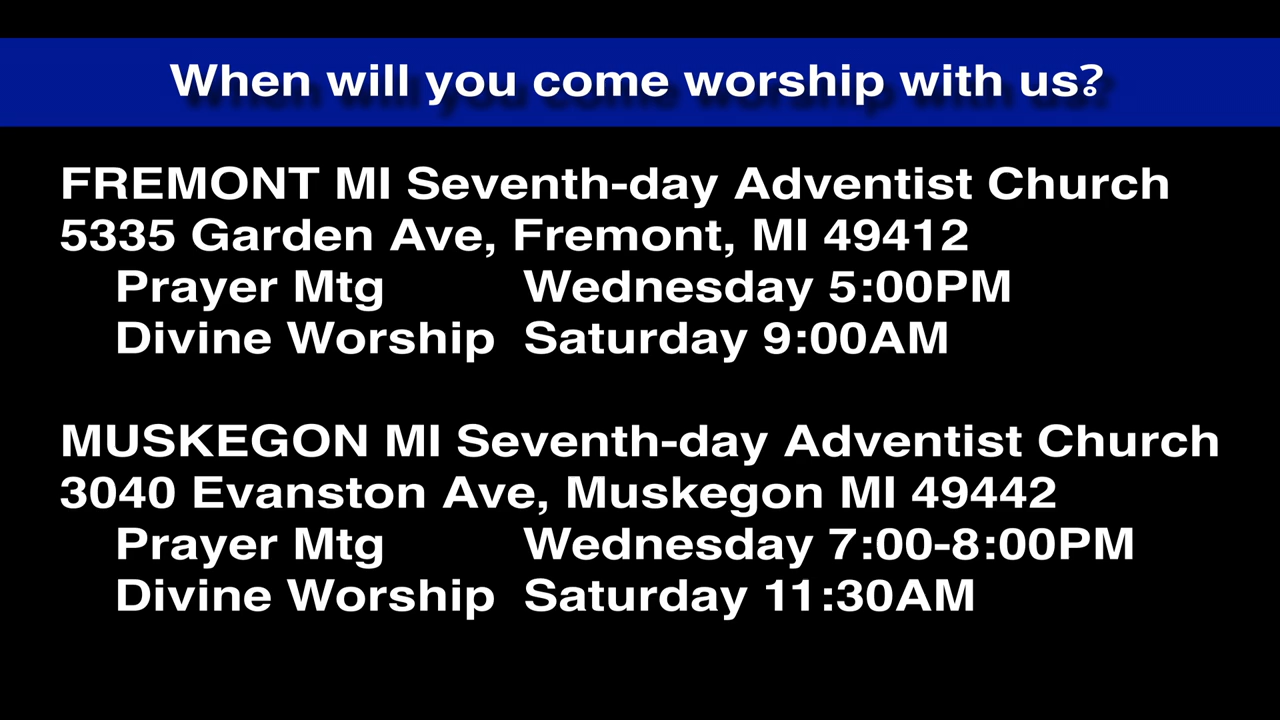 When will you come worship with us?
FREMONT MI Seventh-day Adventist Church
5335 Garden Ave, Fremont, MI 49412
Prayer Mtg Wednesday 5:00PM
Divine Worship Saturday 9:00AM
MUSKEGON MI Seventh-day Adventist Church
3040 Evanston Ave, Muskegon MI 49442
Prayer Mtg Wednesday 7:00-8:00PM
Divine Worship Saturday 11:30AM